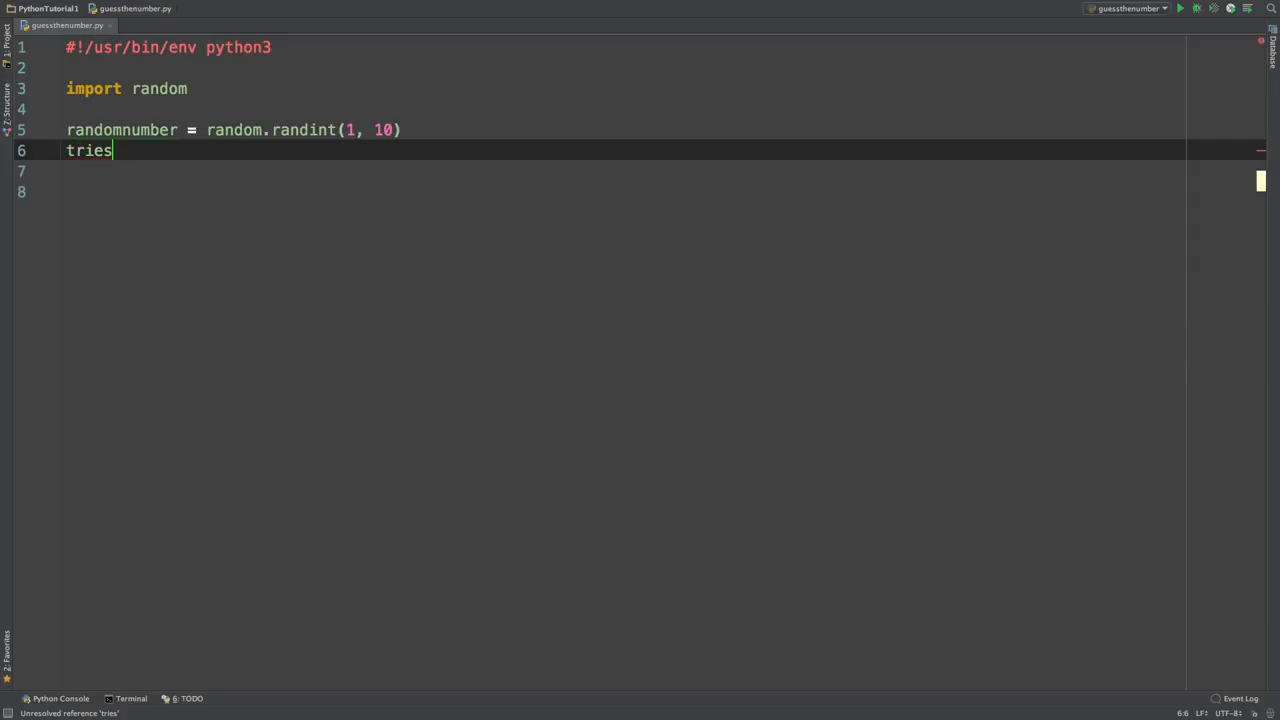 PythonTutorial1 guessthenumber.py guessthenumber
guessthenumber.py
1: Project
7: Structure
2: Favorites
Database
1 #!/usr/bin/env python3
2
3 import random
4
5 randomnumber = random.randint(1, 10)
6 tries
7
8
Python Console Terminal 6: TODO Event Log
Unresolved reference 'tries' 6:6 LF÷ UTF-8÷